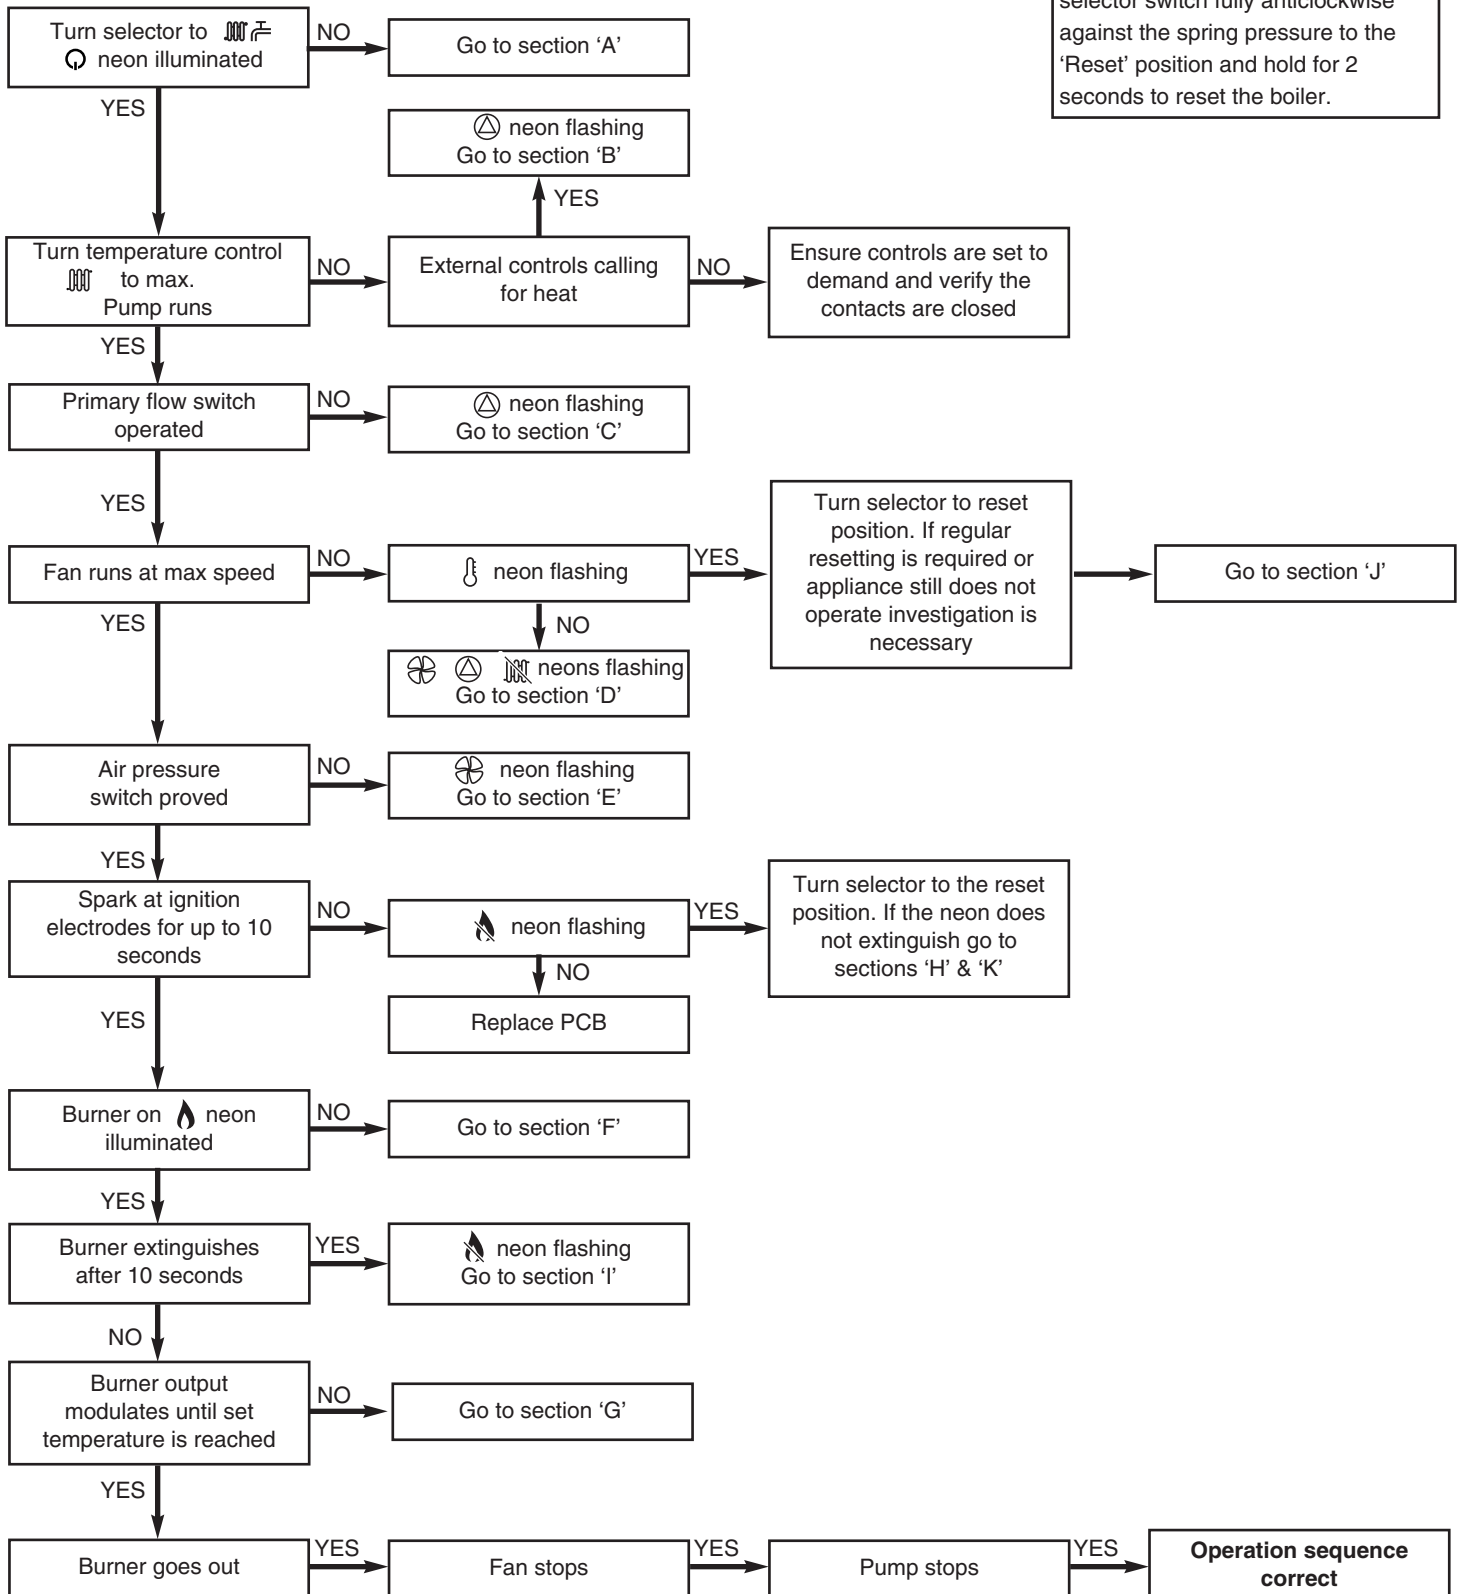 selector switch fully anticlockwise
against the spring pressure to the
‘Reset’ position and hold for 2
seconds to reset the boiler.
Turn selector to
neon illuminated
NO
Go to section ‘A’
YES
neon flashing
Go to section ‘B’
YES
Turn temperature control
to max.
Pump runs
NO
External controls calling
for heat
NO
Ensure controls are set to
demand and verify the
contacts are closed
YES
Primary flow switch
operated
NO
neon flashing
Go to section ‘C’
YES
Fan runs at max speed
NO
neon flashing
YES
Turn selector to reset
position. If regular
resetting is required or
appliance still does not
operate investigation is
necessary
Go to section ‘J’
NO
neons flashing
Go to section ‘D’
YES
Air pressure
switch proved
NO
neon flashing
Go to section ‘E’
YES
Spark at ignition
electrodes for up to 10
seconds
NO
neon flashing
YES
Turn selector to the reset
position. If the neon does
not extinguish go to
sections ‘H’ & ‘K’
NO
Replace PCB
YES
Burner on neon
illuminated
NO
Go to section ‘F’
YES
Burner extinguishes
after 10 seconds
YES
neon flashing
Go to section ‘I’
NO
Burner output
modulates until set
temperature is reached
NO
Go to section ‘G’
YES
Burner goes out
YES
Fan stops
YES
Pump stops
YES
Operation sequence
correct